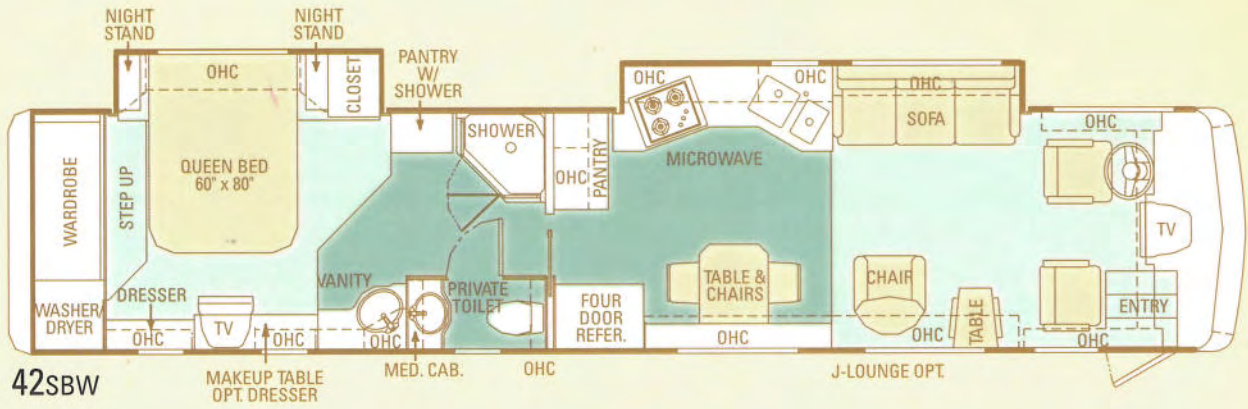 NIGHT
STAND
NIGHT
STAND
PANTRY
W/
SHOWER
OHC
CLOSET
OHC
OHC
OHC
SOFA
SHOWER
OHC
WARDROBE
STEP UP
QUEEN BED
60" x 80"
OHC
PANTRY
MICROWAVE
TV
VANITY
PRIVATE
TOILET
TABLE &
CHAIRS
CHAIR
TABLE
ENTRY
WASHER/
DRYER
DRESSER
FOUR
DOOR
REFER.
OHC
TV
OHC
OHC
OHC
OHC
OHC
42SBW
MAKEUP TABLE
OPT. DRESSER
MED. CAB.
OHC
J-LOUNGE OPT.